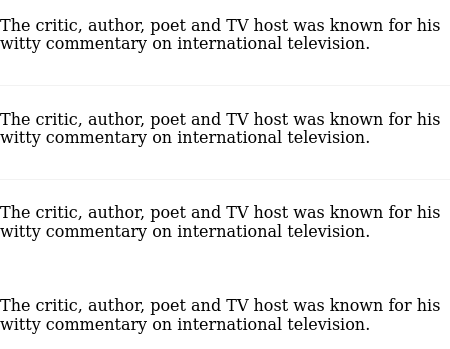 The critic, author, poet and TV host was known for his
witty commentary on international television.
The critic, author, poet and TV host was known for his
witty commentary on international television.
The critic, author, poet and TV host was known for his
witty commentary on international television.
The critic, author, poet and TV host was known for his
witty commentary on international television.